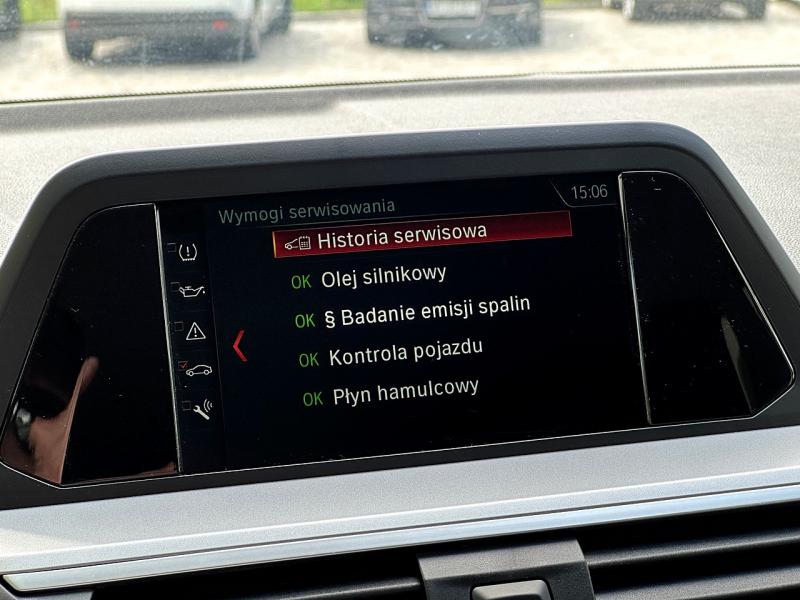 15:06
Wymogi serwisowania
Historia serwisowa
OK Olej silnikowy
OK § Badanie emisji spalin
OK Kontrola pojazdu
OK Płyn hamulcowy